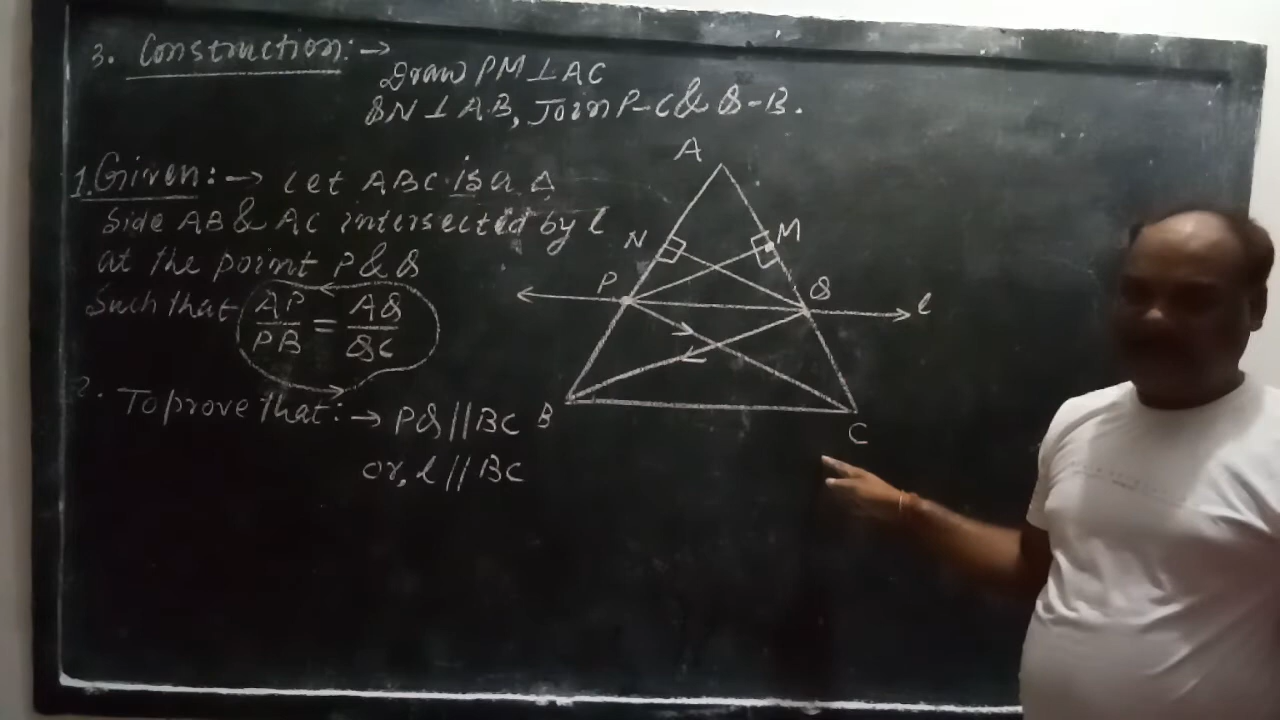 3. Construction:→
Draw PM⊥AC
QN⊥AB, Join P-C & Q-B.
1. Given:→ Let ABC is a Δ
Side AB & AC intersected by l
at the point P & Q
Such that AP/PB = AQ/QC
2. To prove that:→ PQ//BC
or, l//BC
A
N
M
P
Q
l
B
C